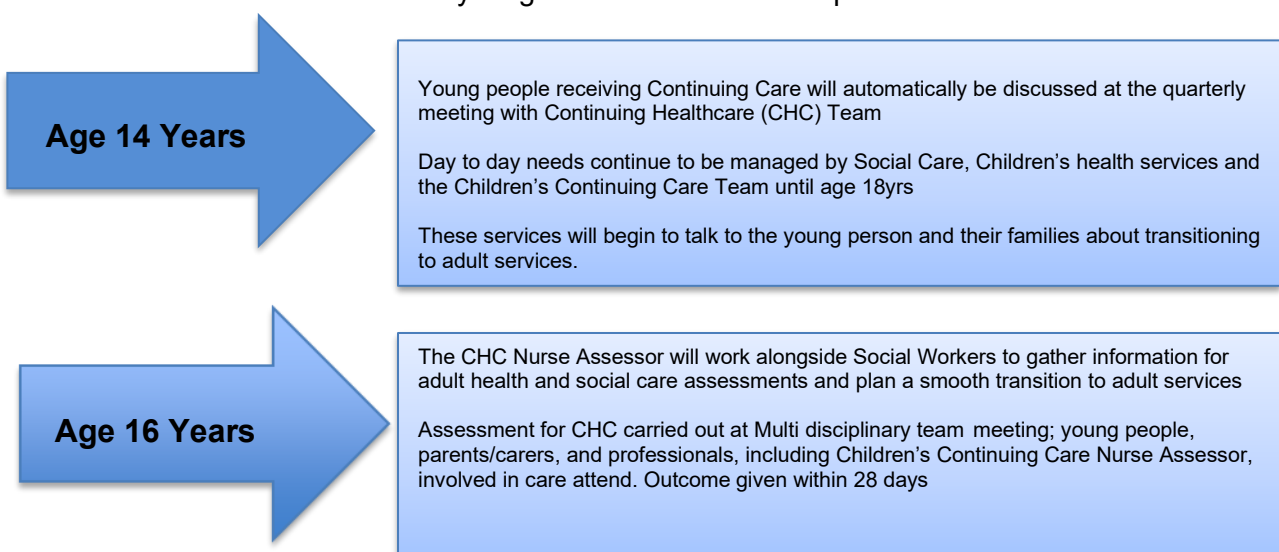 Age 14 Years
Young people receiving Continuing Care will automatically be discussed at the quarterly
meeting with Continuing Healthcare (CHC) Team
Day to day needs continue to be managed by Social Care, Children’s health services and
the Children’s Continuing Care Team until age 18yrs
These services will begin to talk to the young person and their families about transitioning
to adult services.
Age 16 Years
The CHC Nurse Assessor will work alongside Social Workers to gather information for
adult health and social care assessments and plan a smooth transition to adult services
Assessment for CHC carried out at Multi disciplinary team meeting; young people,
parents/carers, and professionals, including Children’s Continuing Care Nurse Assessor,
involved in care attend. Outcome given within 28 days